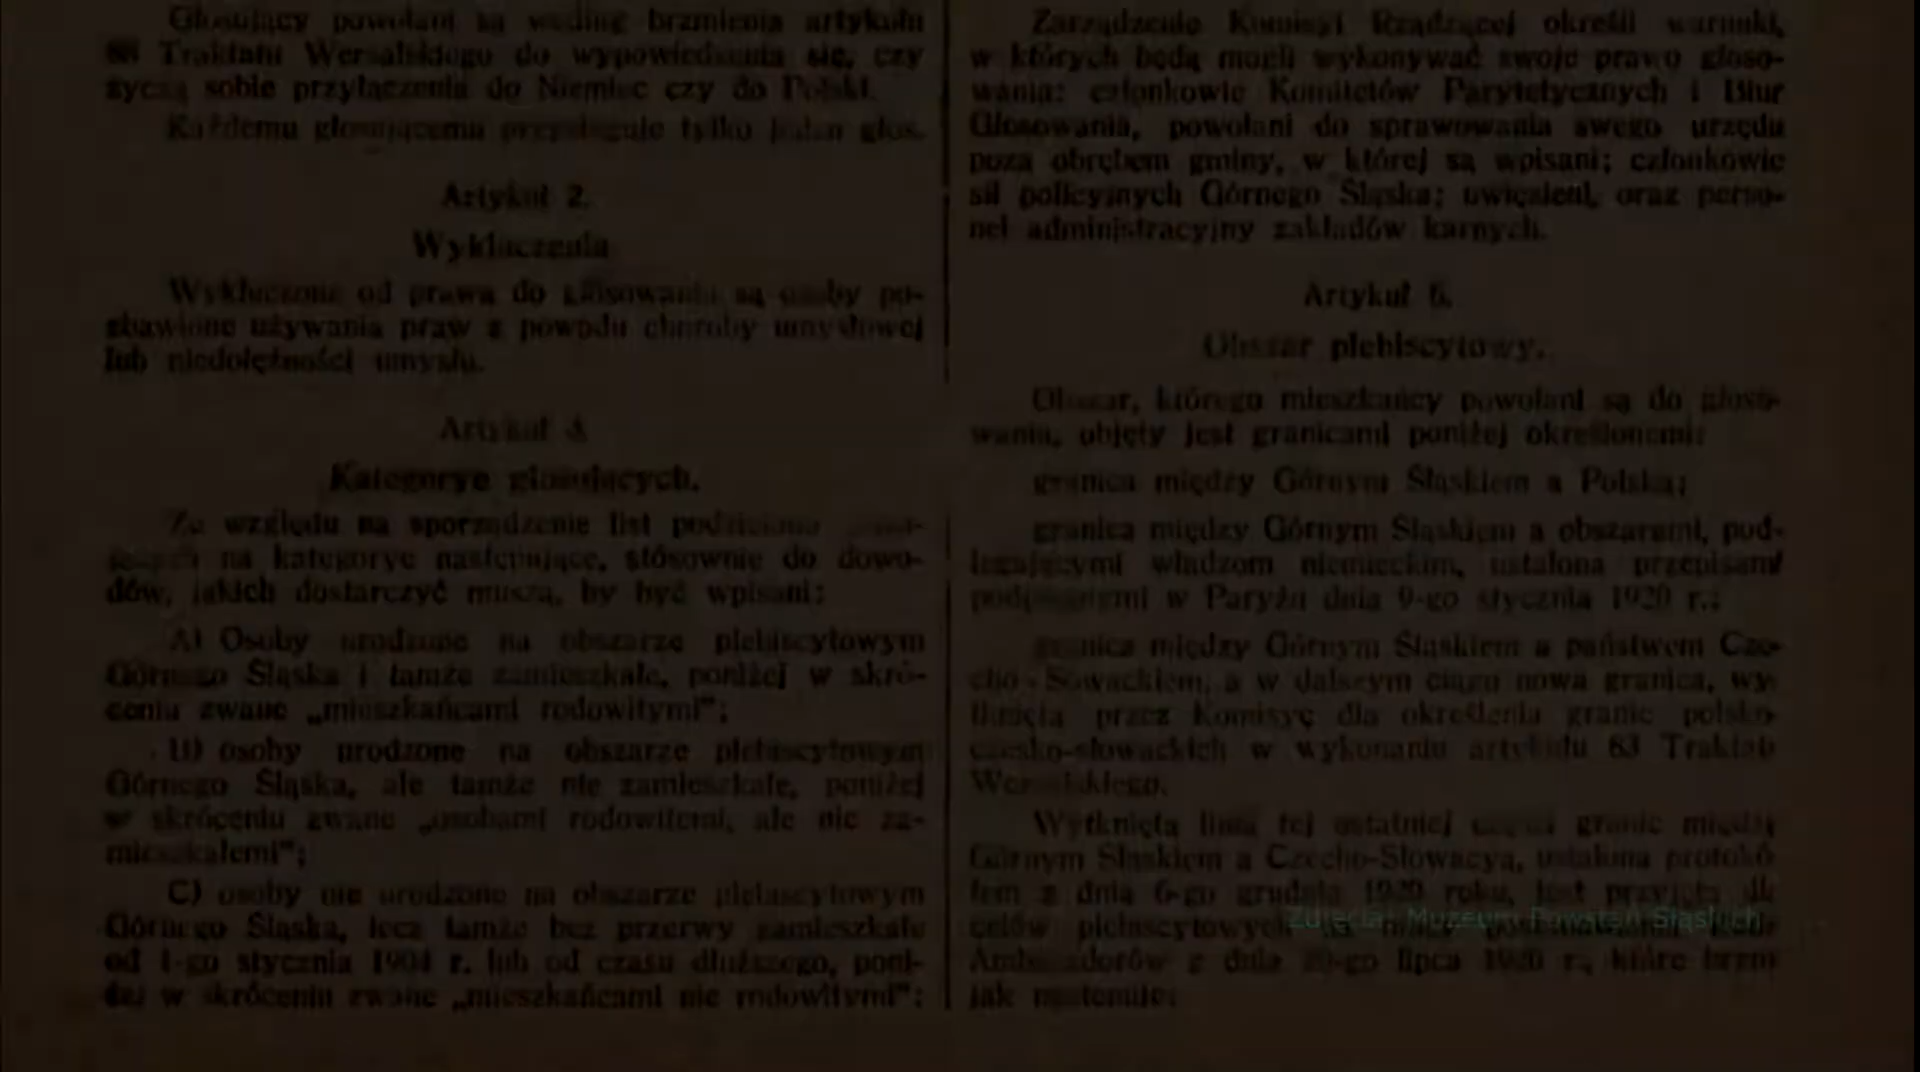 Głosujący powołani są według brzmienia artykułu
88 Traktatu Wersalskiego do wypowiedzenia się, czy
życzą sobie przyłączenia do Niemiec czy do Polski.
Każdemu głosującemu przysługuje tylko jeden głos.
Artykuł 2.
Wykluczenia
Wykluczone od prawa do głosowania są osoby po-
zbawione używania praw z powodu choroby umysłowej
lub niedołężności umysłu.
Artykuł 4.
Kategorye głosujących.
Ze względu na sporządzenie list podzielono
na kategorye następujące, stósownie do dowo-
dów, jakich dostarczyć muszą, by być wpisani:
A) Osoby urodzone na obszarze plebiscytowym
Górnego Śląska i tamże zamieszkałe, poniżej w skró-
ceniu zwane „mieszkańcami rodowitymi";
B) osoby urodzone na obszarze plebiscytowym
Górnego Śląska, ale tamże nie zamieszkałe, poniżej
w skróceniu zwane „osobami rodowitemi, ale nie za-
mieszkałemi";
C) osoby nie urodzone na obszarze plebiscytowym
Górnego Śląska, lecz tamże bez przerwy zamieszkałe
od 1-go stycznia 1904 r. lub od czasu dłuższego, poni-
żej w skróceniu zwane „mieszkańcami nie rodowitymi";
Zarządzenie Komisyi Rządzącej określi warunki,
w których będą mogli wykonywać swoje prawo głoso-
wania: członkowie Komitetów Parytetycznych i Biur
Głosowania, powołani do sprawowania swego urzędu
poza obrębem gminy, w której są wpisani; członkowie
sił policyjnych Górnego Śląska; uwięzieni, oraz perso-
nel administracyjny zakładów karnych.
Artykuł 5.
Obszar plebiscytowy.
Obszar, którego mieszkańcy powołani są do głoso-
wania, objęty jest granicami poniżej określonemi:
granica między Górnym Śląskiem a Polską;
granica między Górnym Śląskiem a obszarami, pod-
legającymi władzom niemieckim, ustalona przepisami
podpisanymi w Paryżu dnia 9-go stycznia 1920 r.;
granica między Górnym Śląskiem a państwem Cze-
cho-Słowackiem, a w dalszym ciągu nowa granica, wy-
tknięta przez Komisyę dla określenia granic polsko-
czesko-słowackich w wykonaniu artykułu 83 Traktatu
Wersalskiego.
Wytknięta linia tej ostatniej części granic między
Górnym Śląskiem a Czecho-Słowacyą, ustalona protokó-
łem z dnia 6-go grudnia 1920 roku, jest przyjęta dla
celów plebiscytowych na mocy postanowienia Rady
Ambasadorów z dnia 20-go lipca 1920 r., które brzmi
jak następuje:
Zdjęcia: Muzeum Powstań Śląskich